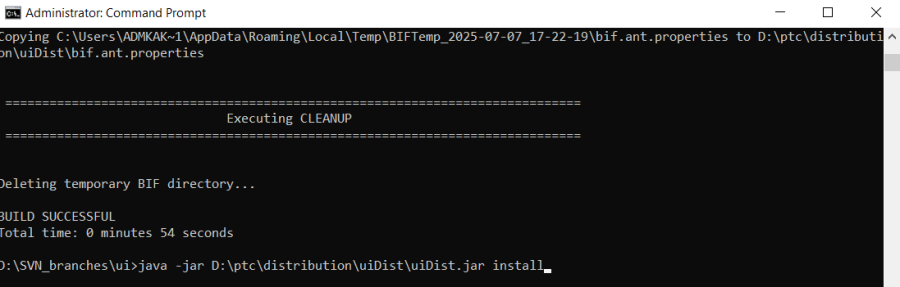 Administrator: Command Prompt
Copying C:\Users\ADMKAK~1\AppData\Roaming\Local\Temp\BIFTemp_2025-07-07_17-22-19\bif.ant.properties to D:\ptc\distributi
on\uiDist\bif.ant.properties
==============================================================================
Executing CLEANUP
==============================================================================
Deleting temporary BIF directory...
BUILD SUCCESSFUL
Total time: 0 minutes 54 seconds
D:\SVN_branches\ui>java -jar D:\ptc\distribution\uiDist\uiDist.jar install